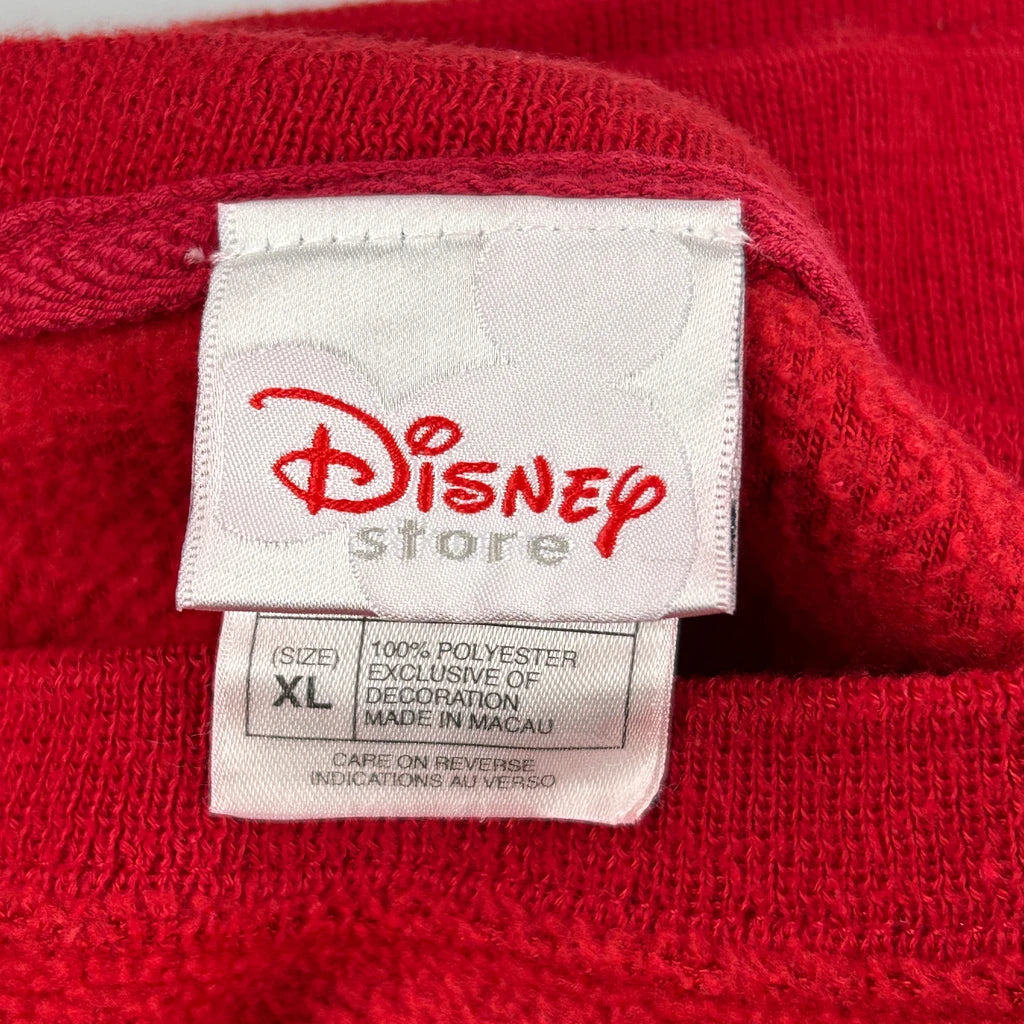 Disney
store
(SIZE)
XL
100% POLYESTER
EXCLUSIVE OF
DECORATION
MADE IN MACAU
CARE ON REVERSE
INDICATIONS AU VERSO